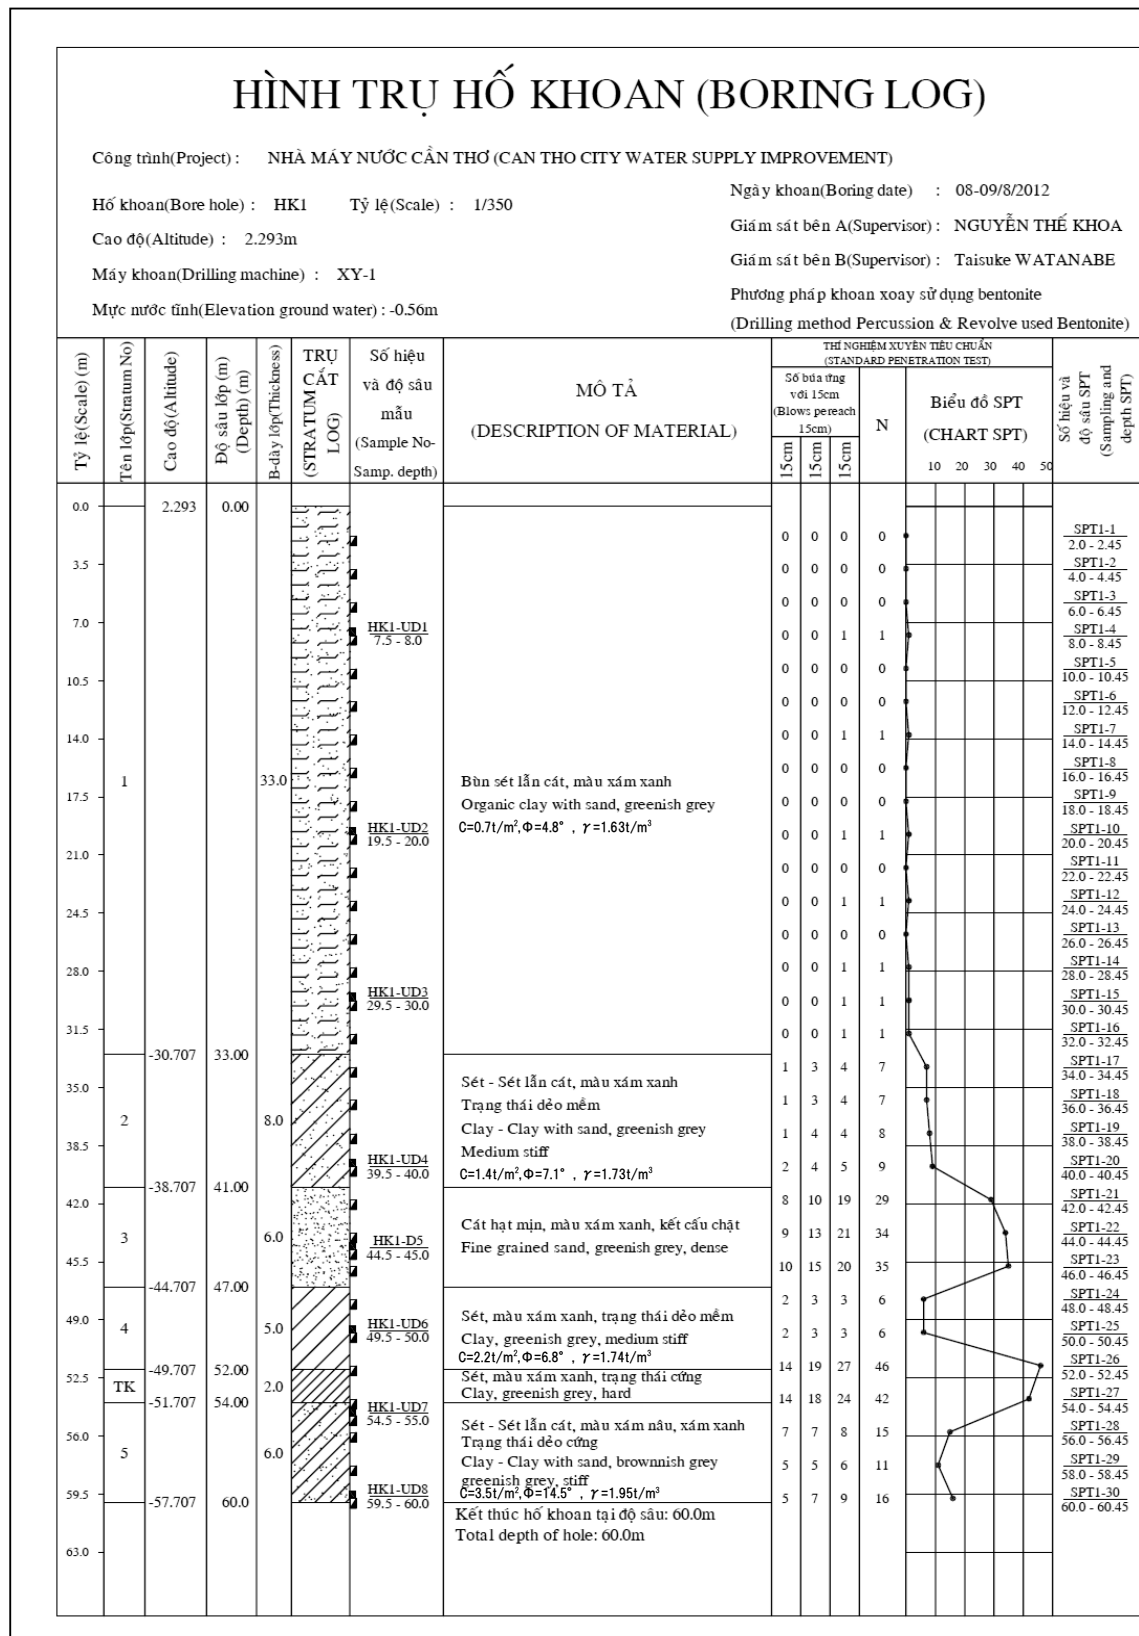 HÌNH TRỤ HỐ KHOAN (BORING LOG)
Công trình(Project) : NHÀ MÁY NƯỚC CẦN THƠ (CAN THO CITY WATER SUPPLY IMPROVEMENT)
Hố khoan(Bore hole) : HK1 Tỷ lệ(Scale) : 1/350
Cao độ(Altitude) : 2.293m
Máy khoan(Drilling machine) : XY-1
Mực nước tĩnh(Elevation ground water) : -0.56m
Ngày khoan(Boring date) : 08-09/8/2012
Giám sát bên A(Supervisor) : NGUYỄN THẾ KHOA
Giám sát bên B(Supervisor) : Taisuke WATANABE
Phương pháp khoan xoay sử dụng bentonite
(Drilling method Percussion & Revolve used Bentonite)
Tỷ lệ(Scale) (m)
Tên lớp(Stratum No)
Cao độ(Altitude)
Độ sâu lớp (m)
(Depth) (m)
B-dày lớp(Thickness)
TRỤ
CẮT
(STRATUM
LOG)
Số hiệu
và độ sâu
mẫu
(Sample No-
Samp. depth)
MÔ TẢ
(DESCRIPTION OF MATERIAL)
THÍ NGHIỆM XUYÊN TIÊU CHUẨN
(STANDARD PENETRATION TEST)
Số búa ứng
với 15cm
(Blows pereach
15cm)
15cm
15cm
15cm
N
Biểu đồ SPT
(CHART SPT)
10 20 30 40 50
Số hiệu và
độ sâu SPT
(Sampling and
depth SPT)
0.0
3.5
7.0
10.5
14.0
17.5
21.0
24.5
28.0
31.5
35.0
38.5
42.0
45.5
49.0
52.5
56.0
59.5
63.0
1
2
3
4
TK
5
2.293 0.00
-30.707 33.00
-38.707 41.00
-44.707 47.00
-49.707 52.00
-51.707 54.00
-57.707 60.0
33.0
8.0
6.0
5.0
2.0
6.0
HK1-UD1
7.5 - 8.0
HK1-UD2
19.5 - 20.0
HK1-UD3
29.5 - 30.0
HK1-UD4
39.5 - 40.0
HK1-D5
44.5 - 45.0
HK1-UD6
49.5 - 50.0
HK1-UD7
54.5 - 55.0
HK1-UD8
59.5 - 60.0
Bùn sét lẫn cát, màu xám xanh
Organic clay with sand, greenish grey
C=0.7t/m², Φ=4.8° , γ=1.63t/m³
Sét - Sét lẫn cát, màu xám xanh
Trạng thái dẻo mềm
Clay - Clay with sand, greenish grey
Medium stiff
C=1.4t/m², Φ=7.1° , γ=1.73t/m³
Cát hạt mịn, màu xám xanh, kết cấu chặt
Fine grained sand, greenish grey, dense
Sét, màu xám xanh, trạng thái dẻo mềm
Clay, greenish grey, medium stiff
C=2.2t/m², Φ=6.8° , γ=1.74t/m³
Sét, màu xám xanh, trạng thái cứng
Clay, greenish grey, hard
Sét - Sét lẫn cát, màu xám nâu, xám xanh
Trạng thái dẻo cứng
Clay - Clay with sand, brownnish grey
greenish grey, stiff
C=3.5t/m², Φ=14.5° , γ=1.95t/m³
Kết thúc hố khoan tại độ sâu: 60.0m
Total depth of hole: 60.0m
0 0 0 0
0 0 0 0
0 0 0 0
0 0 1 1
0 0 0 0
0 0 0 0
0 0 1 1
0 0 0 0
0 0 0 0
0 0 1 1
0 0 0 0
0 0 1 1
0 0 0 0
0 0 1 1
0 0 1 1
0 0 1 1
1 3 4 7
1 3 4 7
1 4 4 8
2 4 5 9
8 10 19 29
9 13 21 34
10 15 20 35
2 3 3 6
2 3 3 6
14 19 27 46
14 18 24 42
7 7 8 15
5 5 6 11
5 7 9 16
SPT1-1
2.0 - 2.45
SPT1-2
4.0 - 4.45
SPT1-3
6.0 - 6.45
SPT1-4
8.0 - 8.45
SPT1-5
10.0 - 10.45
SPT1-6
12.0 - 12.45
SPT1-7
14.0 - 14.45
SPT1-8
16.0 - 16.45
SPT1-9
18.0 - 18.45
SPT1-10
20.0 - 20.45
SPT1-11
22.0 - 22.45
SPT1-12
24.0 - 24.45
SPT1-13
26.0 - 26.45
SPT1-14
28.0 - 28.45
SPT1-15
30.0 - 30.45
SPT1-16
32.0 - 32.45
SPT1-17
34.0 - 34.45
SPT1-18
36.0 - 36.45
SPT1-19
38.0 - 38.45
SPT1-20
40.0 - 40.45
SPT1-21
42.0 - 42.45
SPT1-22
44.0 - 44.45
SPT1-23
46.0 - 46.45
SPT1-24
48.0 - 48.45
SPT1-25
50.0 - 50.45
SPT1-26
52.0 - 52.45
SPT1-27
54.0 - 54.45
SPT1-28
56.0 - 56.45
SPT1-29
58.0 - 58.45
SPT1-30
60.0 - 60.45